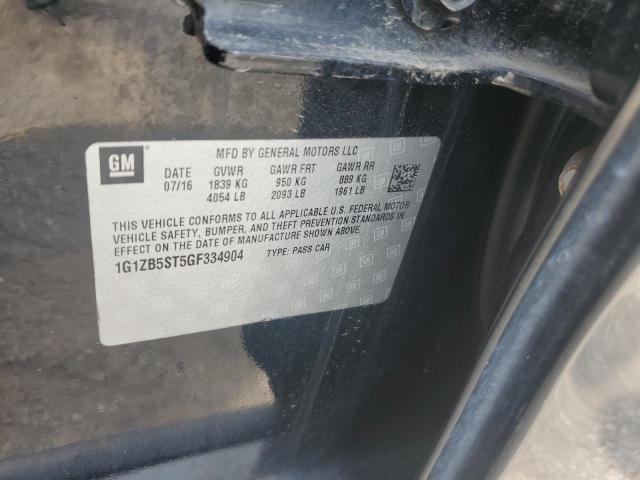 GM
MFD BY GENERAL MOTORS LLC
DATE GVWR GAWR FRT GAWR RR
07/16 1839 KG 950 KG 889 KG
4054 LB 2093 LB 1961 LB
THIS VEHICLE CONFORMS TO ALL APPLICABLE U.S. FEDERAL MOTOR
VEHICLE SAFETY, BUMPER, AND THEFT PREVENTION STANDARDS IN
EFFECT ON THE DATE OF MANUFACTURE SHOWN ABOVE.
1G1ZB5ST5GF334904 TYPE: PASS CAR